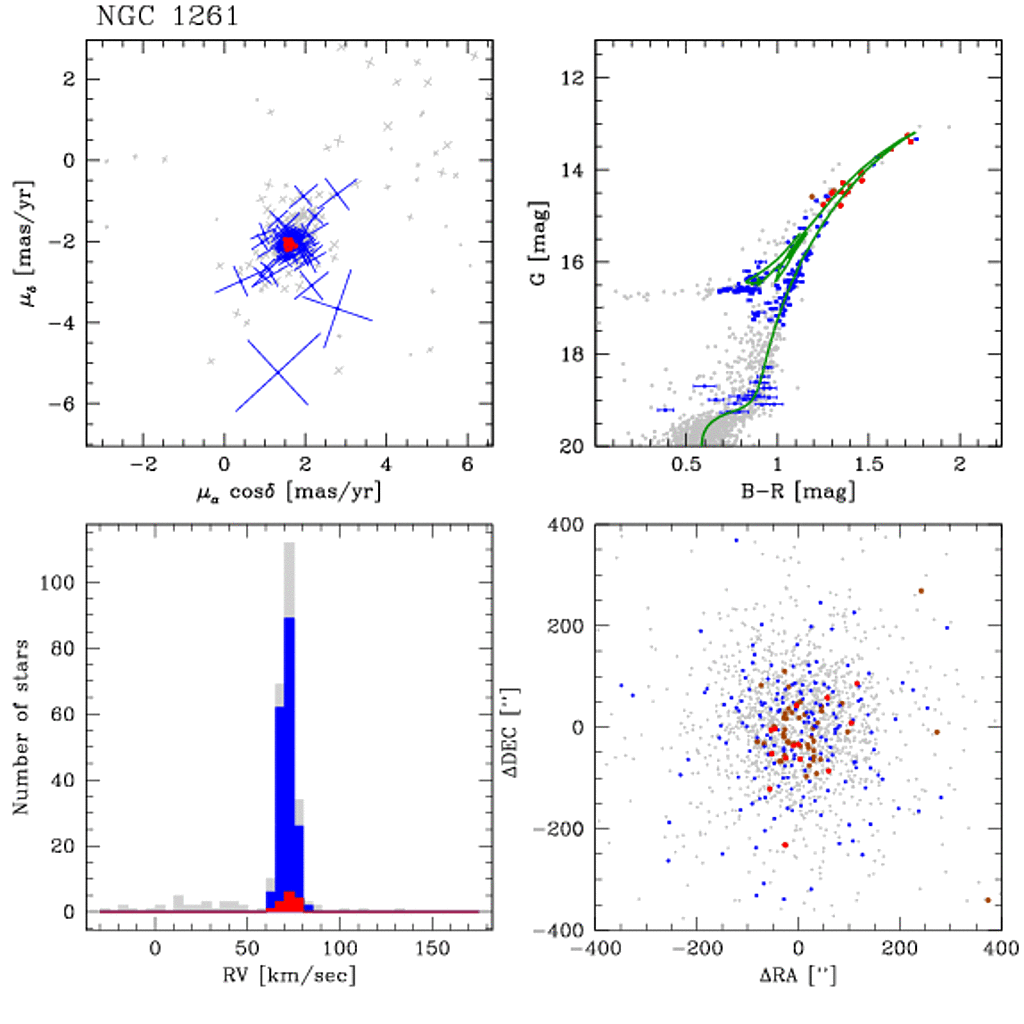 NGC 1261
2
0
−2
−4
−6
μδ [mas/yr]
−2 0 2 4 6
μα cosδ [mas/yr]
12
14
16
18
20
G [mag]
0.5 1 1.5 2
B−R [mag]
100
80
60
40
20
0
Number of stars
0 50 100 150
RV [km/sec]
400
200
0
−200
−400
ΔDEC ['']
−400 −200 0 200 400
ΔRA ['']